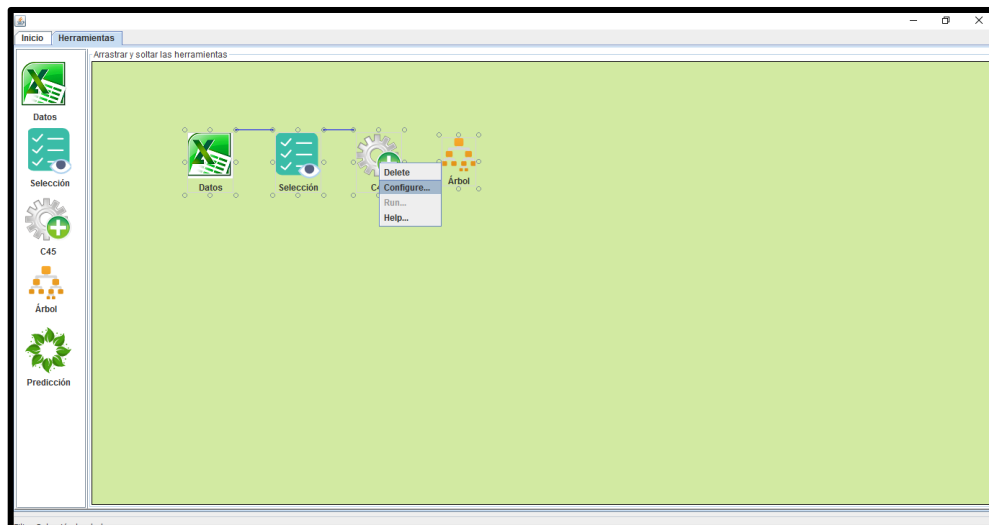 Inicio Herramientas
Arrastrar y soltar las herramientas
Datos
Selección
C45
Árbol
Predicción
Datos
Selección
Árbol
Delete
Configure...
Run...
Help...